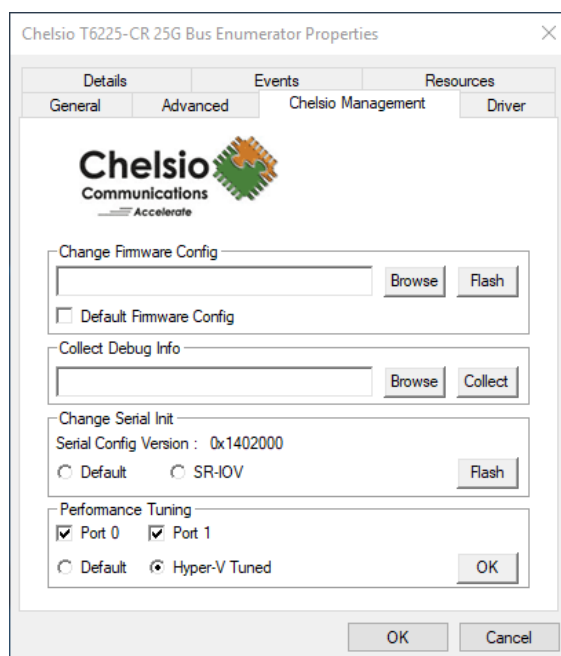 Chelsio T6225-CR 25G Bus Enumerator Properties
Details Events Resources
General Advanced Chelsio Management Driver
Chelsio
Communications
Accelerate
Change Firmware Config
Browse Flash
Default Firmware Config
Collect Debug Info
Browse Collect
Change Serial Init
Serial Config Version : 0x1402000
Default SR-IOV Flash
Performance Tuning
Port 0 Port 1
Default Hyper-V Tuned OK
OK Cancel